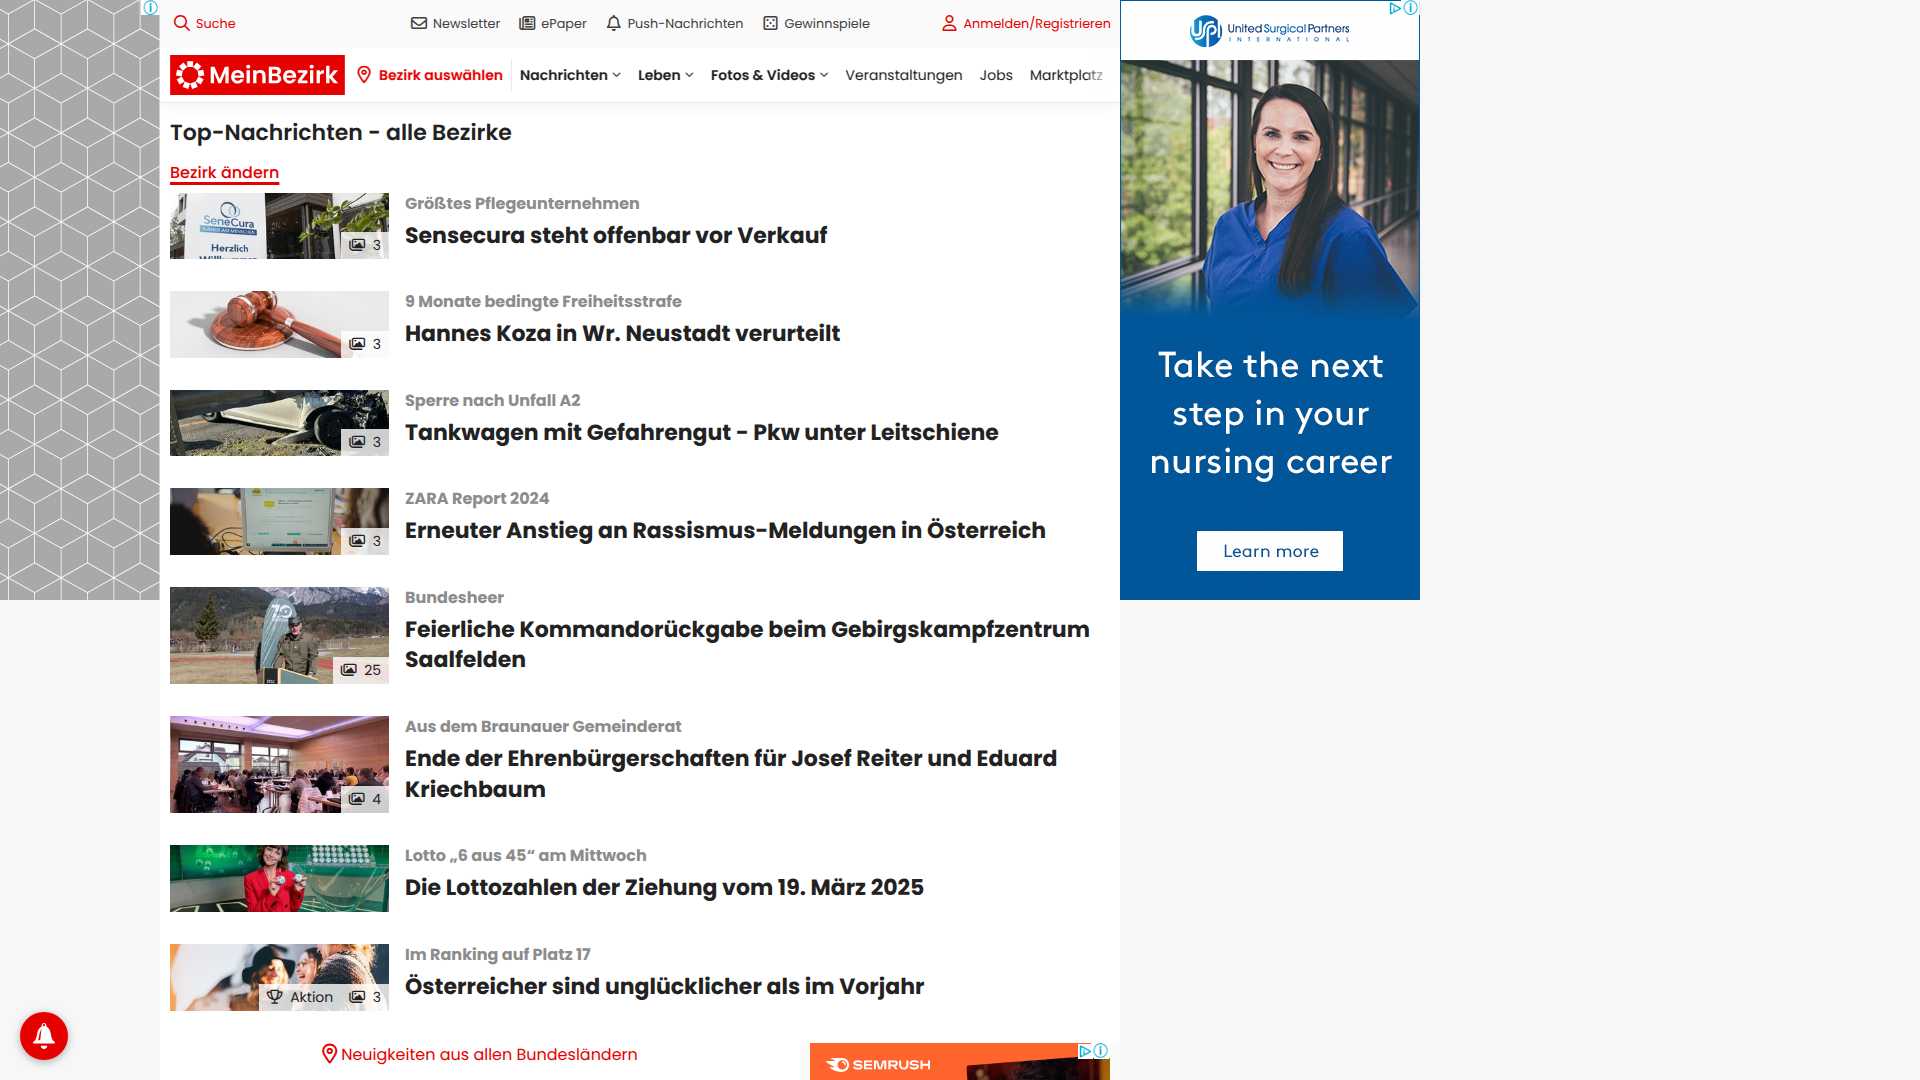 Suche
Newsletter
ePaper
Push-Nachrichten
Gewinnspiele
Anmelden/Registrieren
MeinBezirk
Bezirk auswählen
Nachrichten
Leben
Fotos & Videos
Veranstaltungen
Jobs
Marktplatz
Top-Nachrichten - alle Bezirke
Bezirk ändern
SeneCura
Herzlich
3
Größtes Pflegeunternehmen
Sensecura steht offenbar vor Verkauf
3
9 Monate bedingte Freiheitsstrafe
Hannes Koza in Wr. Neustadt verurteilt
3
Sperre nach Unfall A2
Tankwagen mit Gefahrengut - Pkw unter Leitschiene
3
ZARA Report 2024
Erneuter Anstieg an Rassismus-Meldungen in Österreich
25
Bundesheer
Feierliche Kommandorückgabe beim Gebirgskampfzentrum
Saalfelden
4
Aus dem Braunauer Gemeinderat
Ende der Ehrenbürgerschaften für Josef Reiter und Eduard
Kriechbaum
Lotto „6 aus 45“ am Mittwoch
Die Lottozahlen der Ziehung vom 19. März 2025
Aktion 3
Im Ranking auf Platz 17
Österreicher sind unglücklicher als im Vorjahr
Neuigkeiten aus allen Bundesländern
SEMRUSH
USPI
United Surgical Partners
INTERNATIONAL
Take the next
step in your
nursing career
Learn more